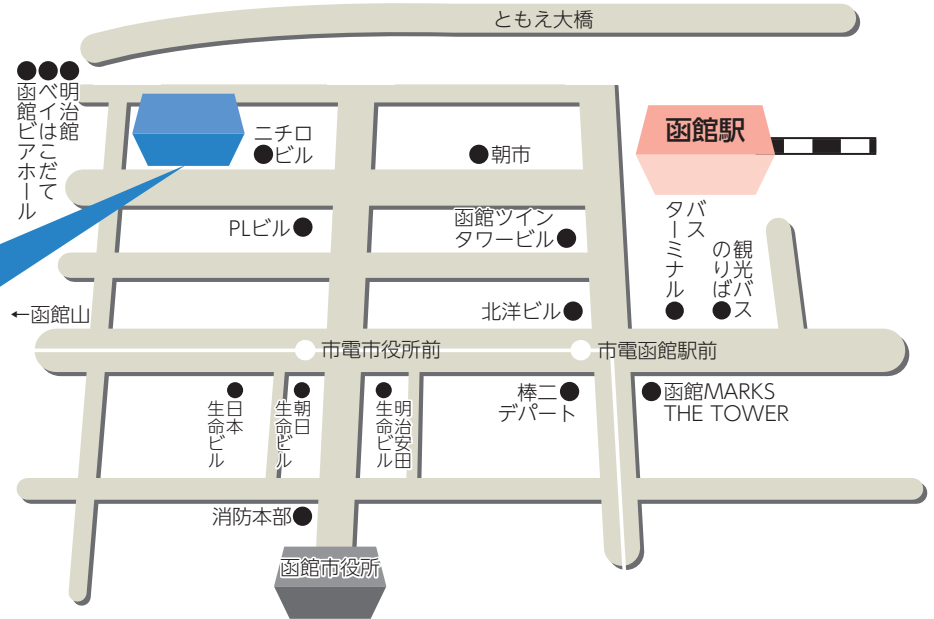 ともえ大橋
明治館
ベイはこだて
函館ビアホール
ニチロ
ビル
朝市
函館駅
PLビル
函館ツイン
タワービル
バス
ターミナル
観光バス
のりば
←函館山
北洋ビル
市電市役所前
市電函館駅前
日本
生命ビル
朝日
生命ビル
明治安田
生命ビル
棒二
デパート
函館MARKS
THE TOWER
消防本部
函館市役所